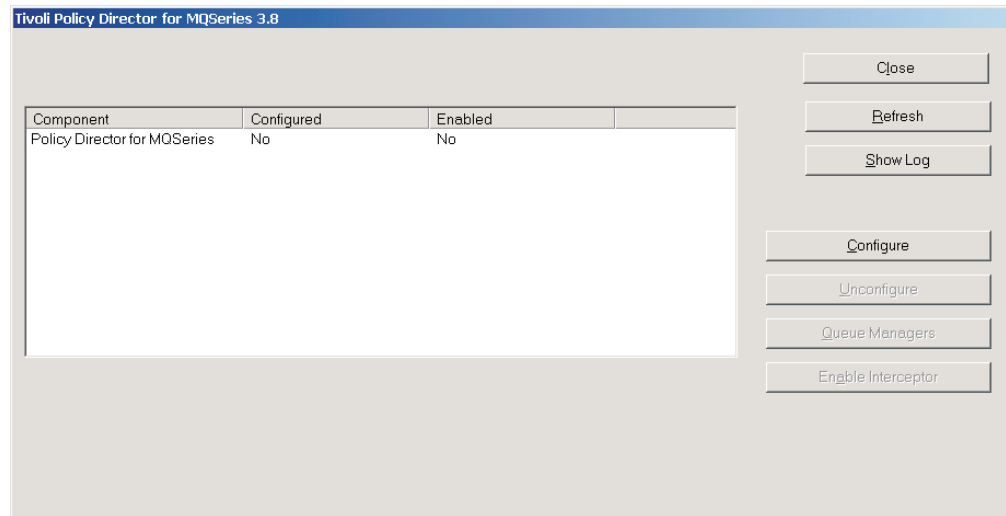 Tivoli Policy Director for MQSeries 3.8
Close
Refresh
Show Log
Component Configured Enabled
Policy Director for MQSeries No No
Configure
Unconfigure
Queue Managers
Enable Interceptor